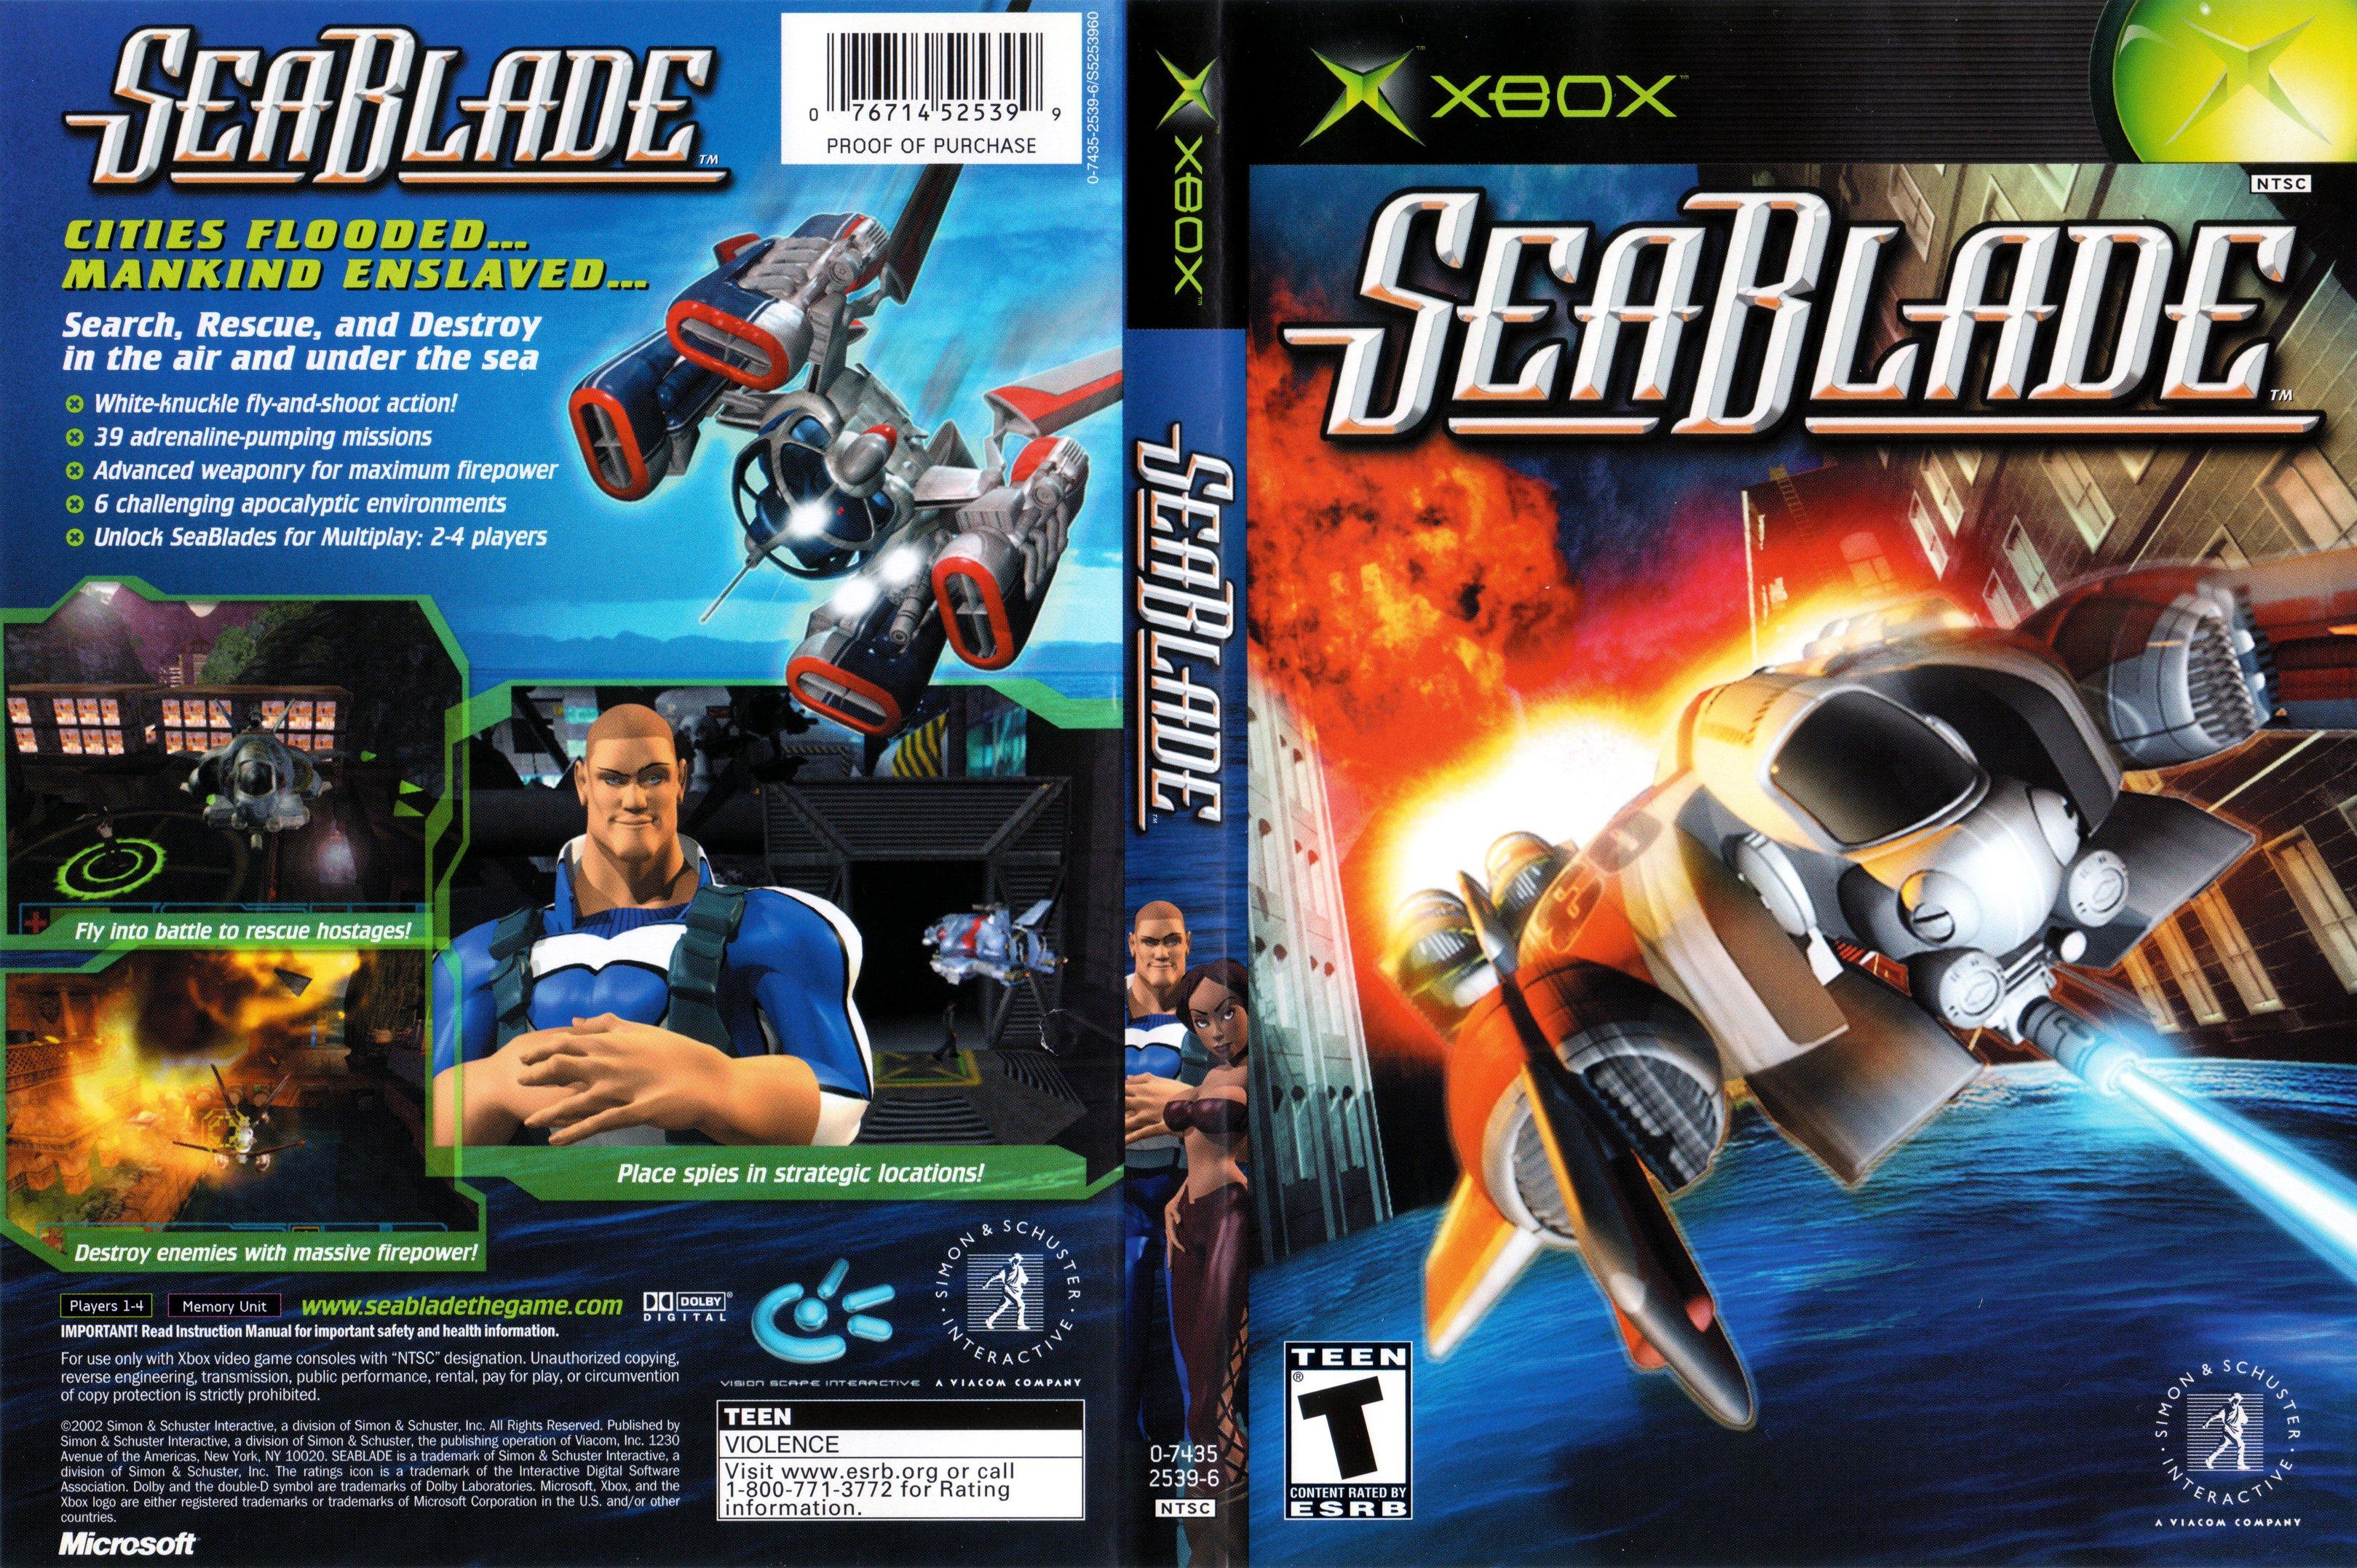 SEABLADE™
0 76714 52539 9
PROOF OF PURCHASE
0-7435-2539-6/S5253960
CITIES FLOODED...
MANKIND ENSLAVED...
Search, Rescue, and Destroy
in the air and under the sea
White-knuckle fly-and-shoot action!
39 adrenaline-pumping missions
Advanced weaponry for maximum firepower
6 challenging apocalyptic environments
Unlock SeaBlades for Multiplay: 2-4 players
Fly into battle to rescue hostages!
Place spies in strategic locations!
Destroy enemies with massive firepower!
Players 1-4
Memory Unit
www.seabladethegame.com
DOLBY®
DIGITAL
IMPORTANT! Read Instruction Manual for important safety and health information.
For use only with Xbox video game consoles with “NTSC” designation. Unauthorized copying,
reverse engineering, transmission, public performance, rental, pay for play, or circumvention
of copy protection is strictly prohibited.
©2002 Simon & Schuster Interactive, a division of Simon & Schuster, Inc. All Rights Reserved. Published by
Simon & Schuster Interactive, a division of Simon & Schuster, the publishing operation of Viacom, Inc. 1230
Avenue of the Americas, New York, NY 10020. SEABLADE is a trademark of Simon & Schuster Interactive, a
division of Simon & Schuster, Inc. The ratings icon is a trademark of the Interactive Digital Software
Association. Dolby and the double-D symbol are trademarks of Dolby Laboratories. Microsoft, Xbox, and the
Xbox logo are either registered trademarks or trademarks of Microsoft Corporation in the U.S. and/or other
countries.
Microsoft
VISION SCAPE INTERACTIVE
SIMON & SCHUSTER · INTERACTIVE ·
A VIACOM COMPANY
TEEN
VIOLENCE
Visit www.esrb.org or call
1-800-771-3772 for Rating
information.
XBOX™
SEABLADE™
0-7435
2539-6
NTSC
XBOX™
NTSC
SEABLADE™
TEEN
T®
CONTENT RATED BY
ESRB
SIMON & SCHUSTER · INTERACTIVE ·
A VIACOM COMPANY